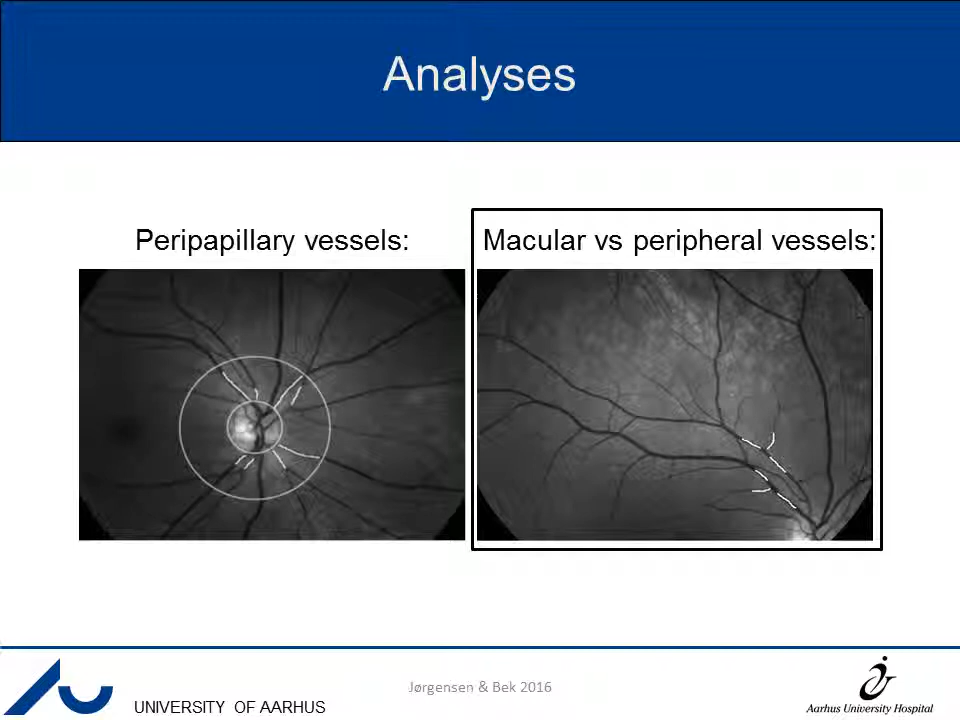 Analyses
Peripapillary vessels:
Macular vs peripheral vessels:
Jørgensen & Bek 2016
UNIVERSITY OF AARHUS
Aarhus University Hospital